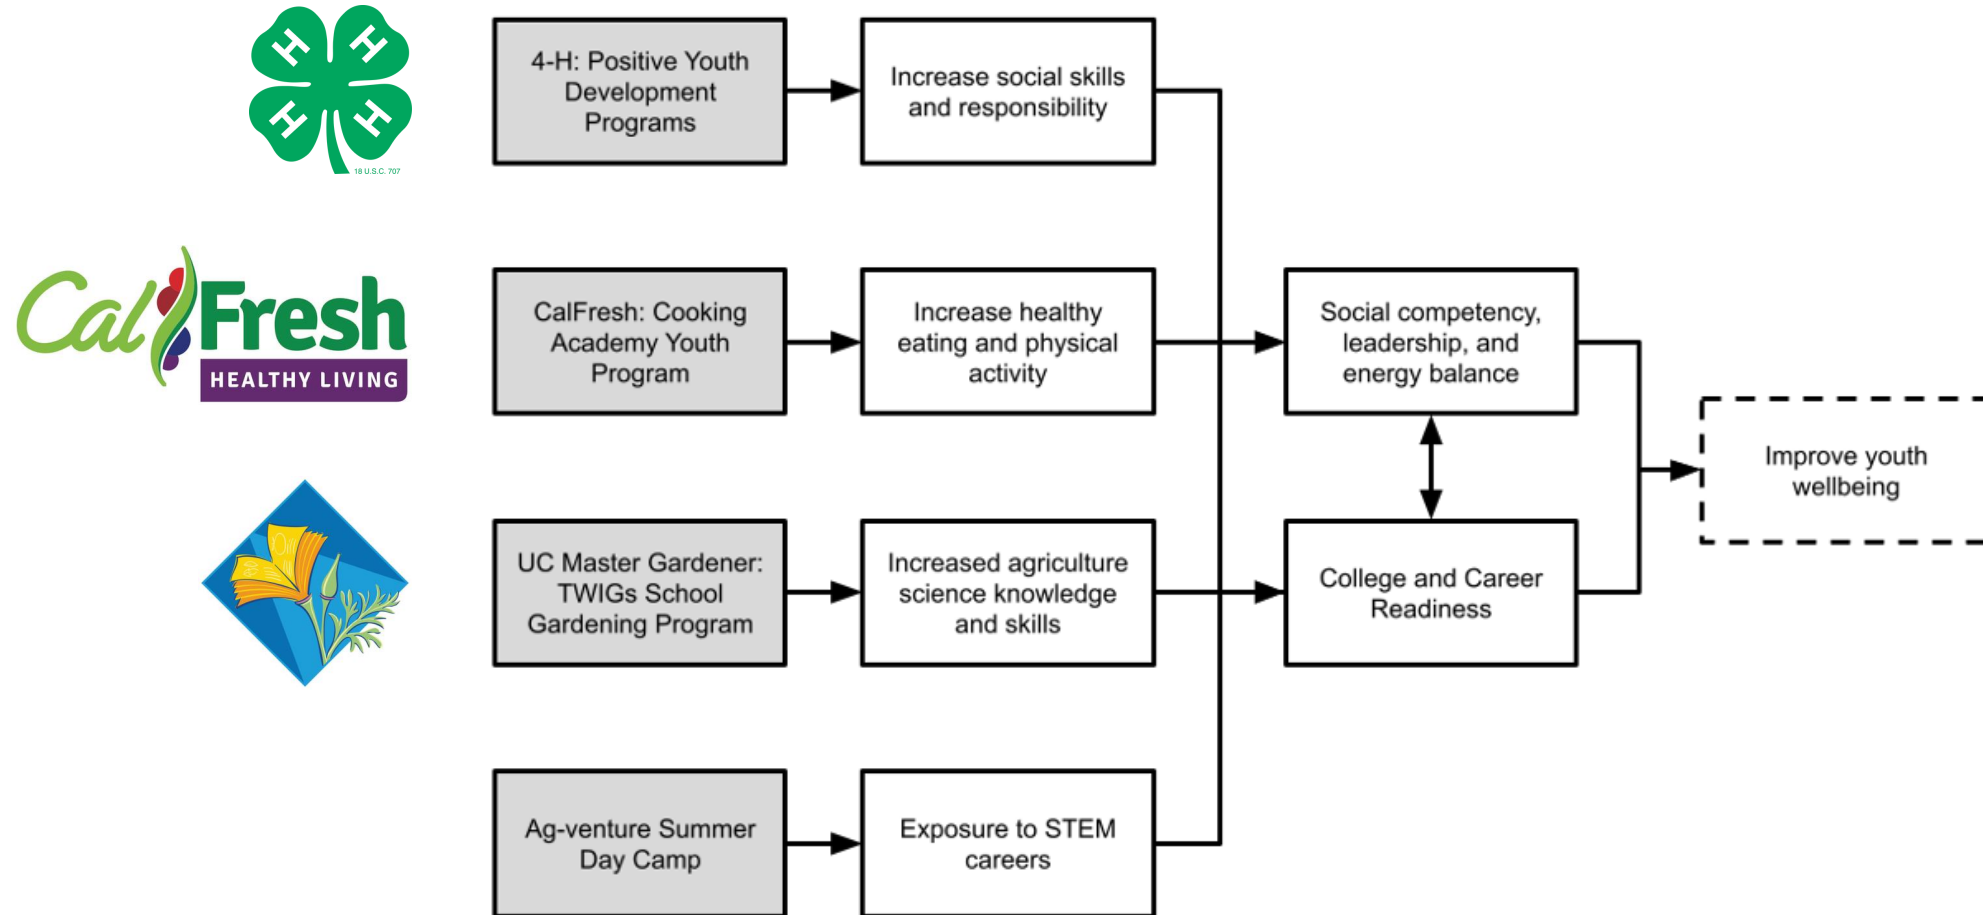 H H
H H
18 U.S.C. 707
4-H: Positive Youth
Development
Programs
Increase social skills
and responsibility
CalFresh
HEALTHY LIVING
CalFresh: Cooking
Academy Youth
Program
Increase healthy
eating and physical
activity
Social competency,
leadership, and
energy balance
Improve youth
wellbeing
UC Master Gardener:
TWIGs School
Gardening Program
Increased agriculture
science knowledge
and skills
College and Career
Readiness
Ag-venture Summer
Day Camp
Exposure to STEM
careers